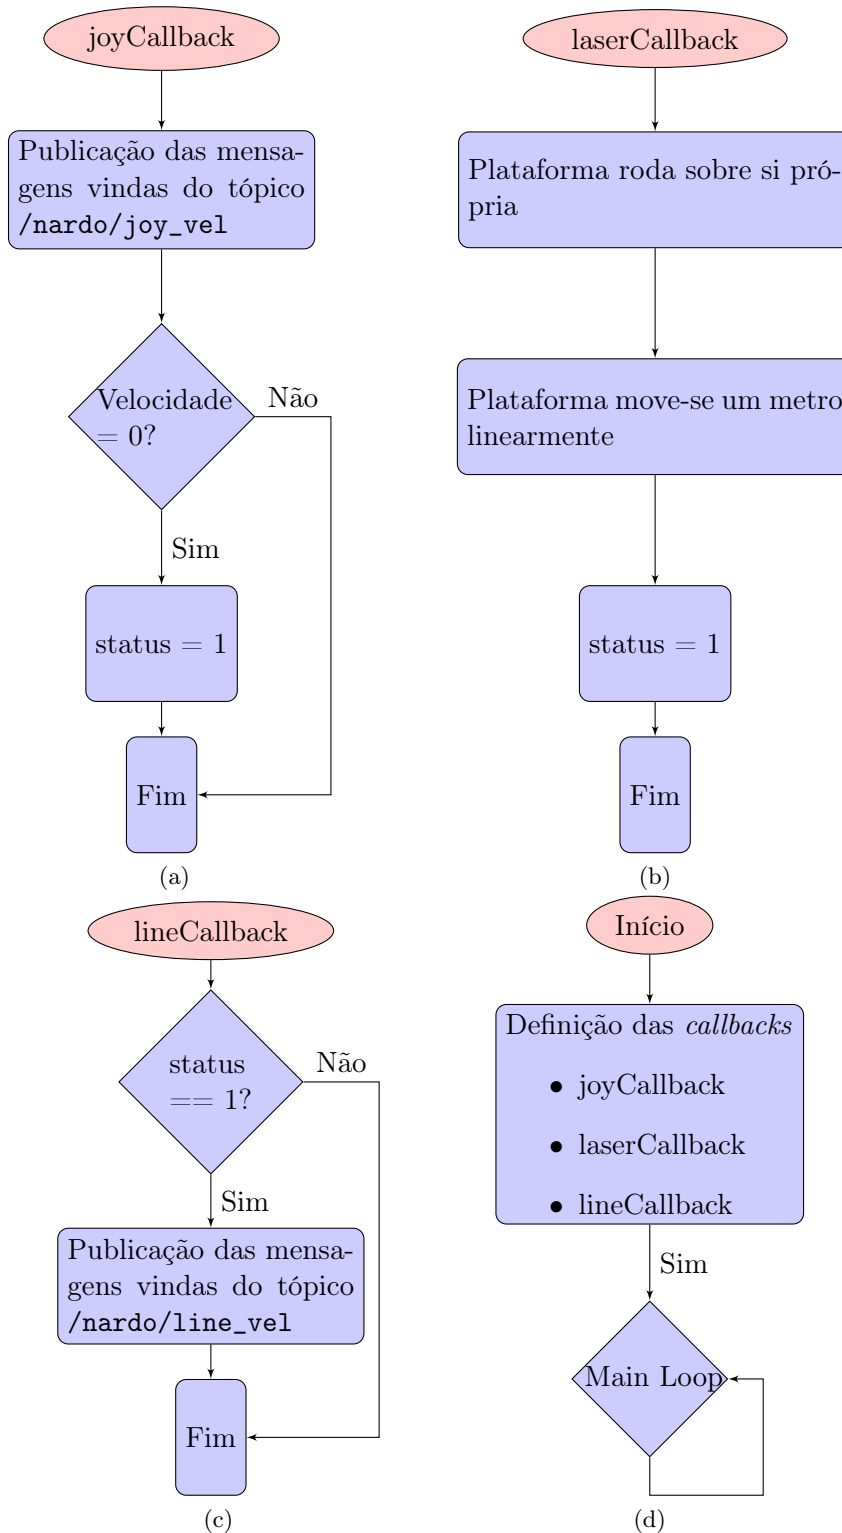 joyCallback
Publicação das mensa-
gens vindas do tópico
/nardo/joy_vel
Velocidade
= 0?
Não
Sim
status = 1
Fim
(a)
laserCallback
Plataforma roda sobre si pró-
pria
Plataforma move-se um metro
linearmente
status = 1
Fim
(b)
lineCallback
status
== 1?
Não
Sim
Publicação das mensa-
gens vindas do tópico
/nardo/line_vel
Fim
(c)
Início
Definição das callbacks
• joyCallback
• laserCallback
• lineCallback
Sim
Main Loop
(d)